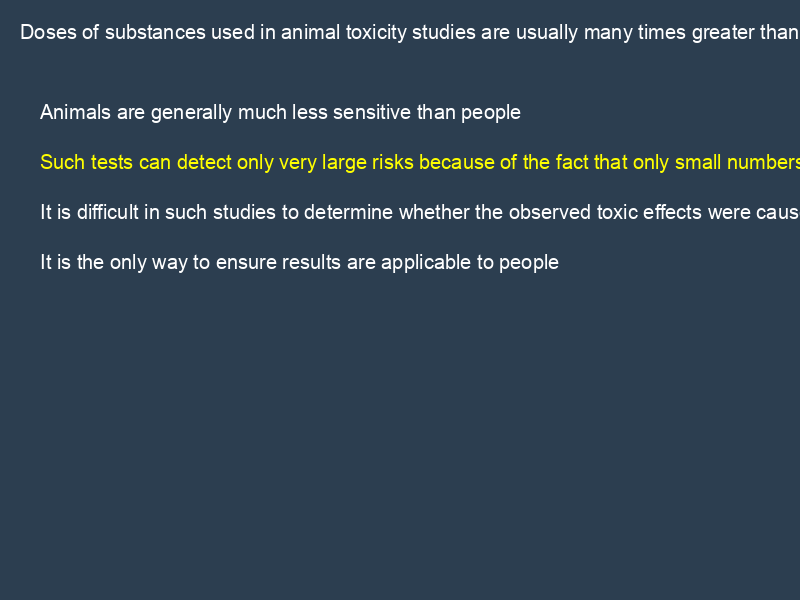 Doses of substances used in animal toxicity studies are usually many times greater than
Animals are generally much less sensitive than people
Such tests can detect only very large risks because of the fact that only small numbers
It is difficult in such studies to determine whether the observed toxic effects were
It is the only way to ensure results are applicable to people